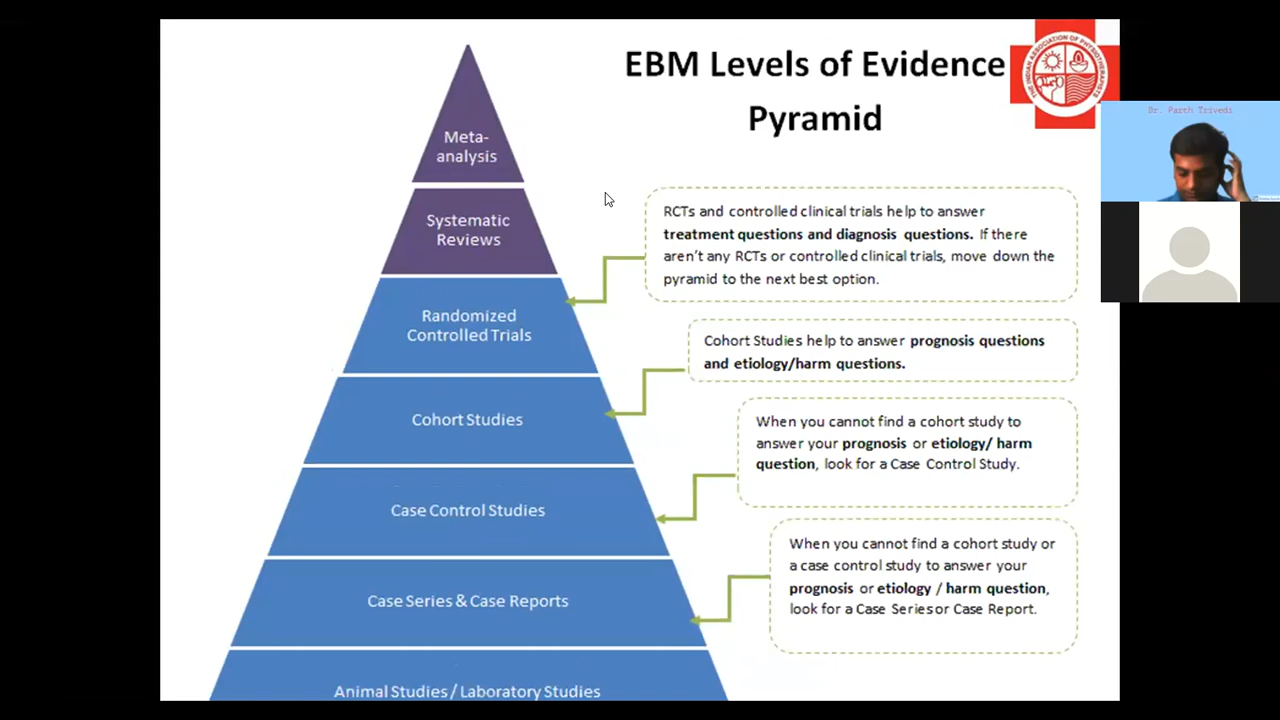 EBM Levels of Evidence
Pyramid
THE INDIAN ASSOCIATION OF PHYSIOTHERAPISTS
Dr. Parth Trivedi
Meta-
analysis
Systematic
Reviews
Randomized
Controlled Trials
Cohort Studies
Case Control Studies
Case Series & Case Reports
Animal Studies / Laboratory Studies
RCTs and controlled clinical trials help to answer
treatment questions and diagnosis questions. If there
aren't any RCTs or controlled clinical trials, move down the
pyramid to the next best option.
Cohort Studies help to answer prognosis questions
and etiology/harm questions.
When you cannot find a cohort study to
answer your prognosis or etiology/ harm
question, look for a Case Control Study.
When you cannot find a cohort study or
a case control study to answer your
prognosis or etiology / harm question,
look for a Case Series or Case Report.